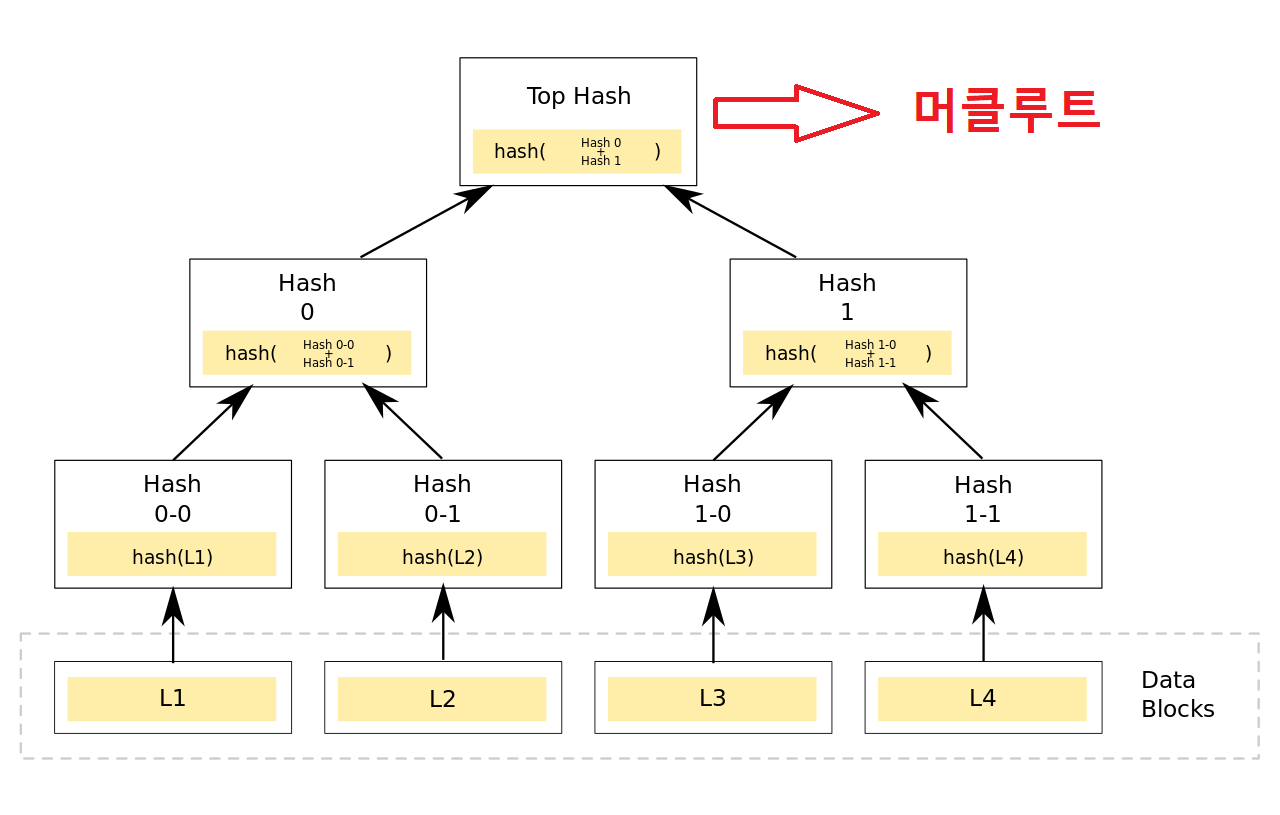 Top Hash
머클루트
hash( Hash 0 + Hash 1 )
Hash
0
hash( Hash 0-0 + Hash 0-1 )
Hash
1
hash( Hash 1-0 + Hash 1-1 )
Hash
0-0
hash(L1)
Hash
0-1
hash(L2)
Hash
1-0
hash(L3)
Hash
1-1
hash(L4)
L1
L2
L3
L4
Data
Blocks